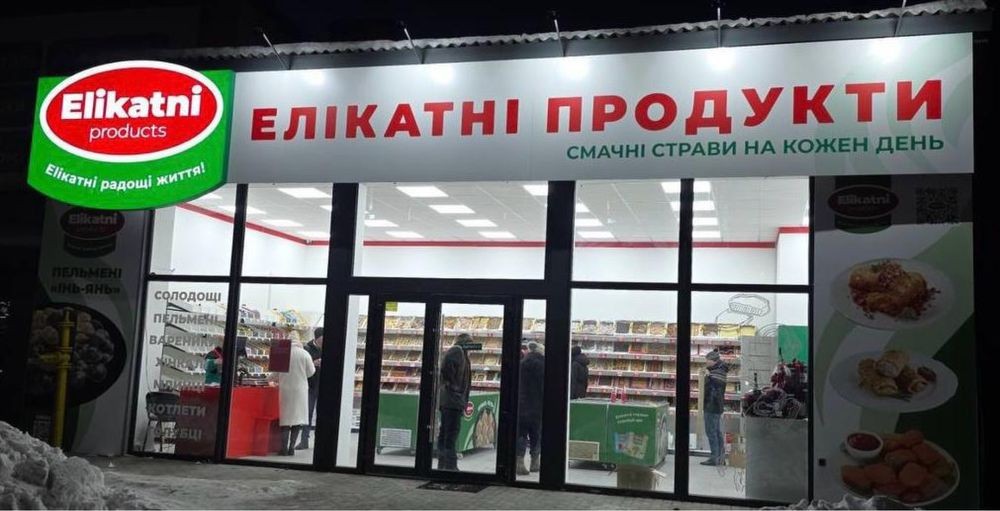 Elikatni
products
Elікатні радощі життя!
ЕЛІКАТНІ ПРОДУКТИ
СМАЧНІ СТРАВИ НА КОЖЕН ДЕНЬ
Elikatni
ПЕЛЬМЕНІ
«ІНЬ-ЯНЬ»
СОЛОДОЩІ
ПЕЛЬМЕНІ
ВАРЕНИКИ
КОТЛЕТИ
Elikatni